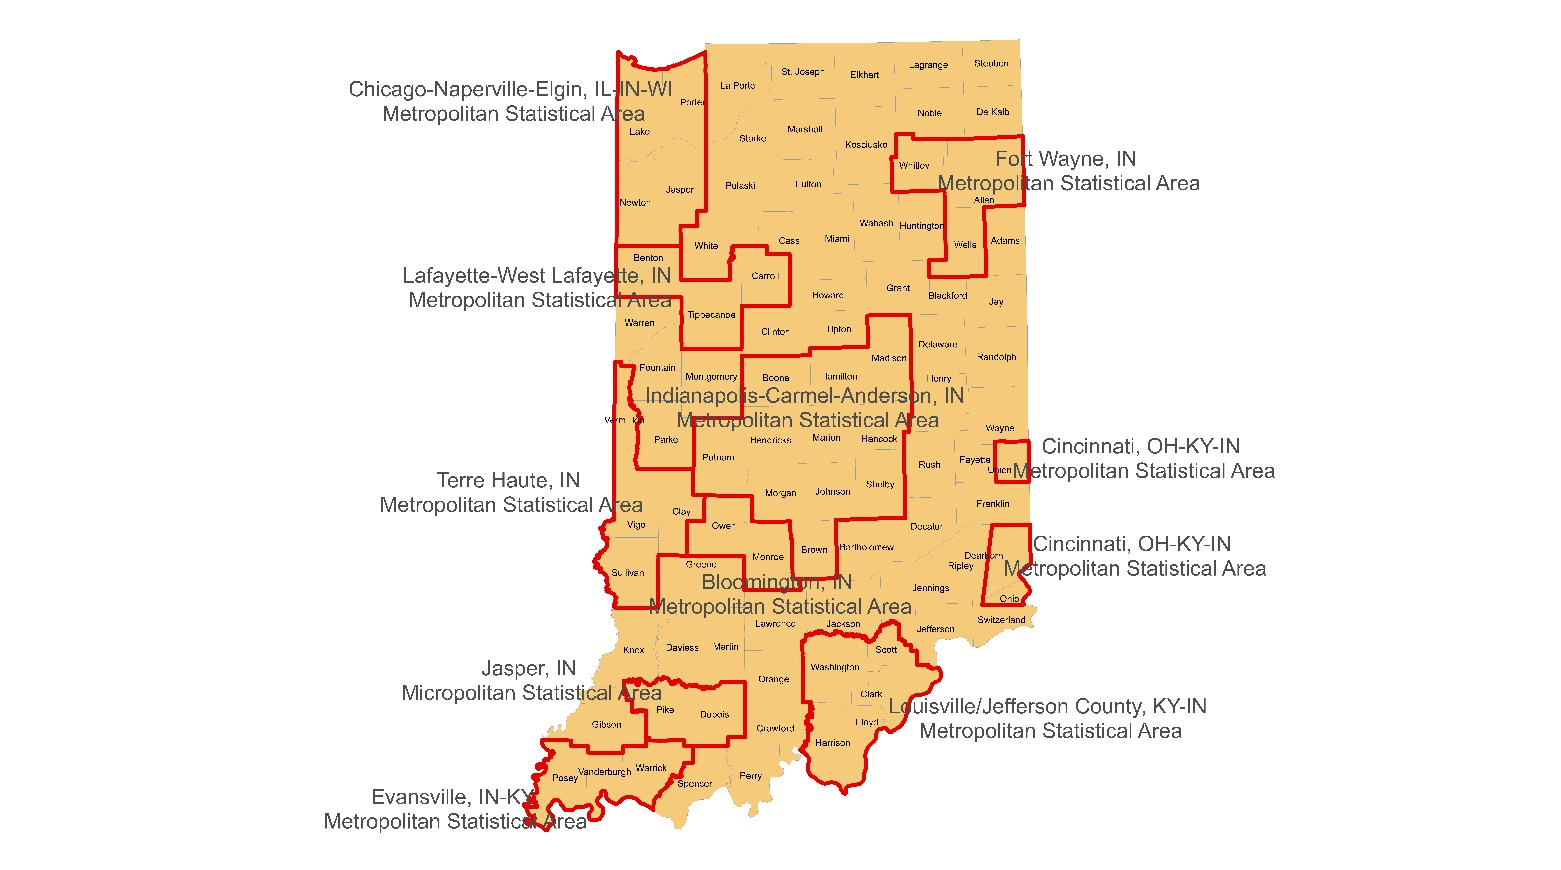 St. Joseph
Elkhart
Lagrange
Steuben
La Porte
Chicago-Naperville-Elgin, IL-IN-WI
Metropolitan Statistical Area
Porter
Lake
Noble
De Kalb
Marshall
Starke
Kosciusko
Fort Wayne, IN
Metropolitan Statistical Area
Whitley
Jasper
Pulaski
Fulton
Newton
Allen
Wabash
Huntington
White
Cass
Miami
Wells
Adams
Benton
Lafayette-West Lafayette, IN
Metropolitan Statistical Area
Carroll
Howard
Grant
Blackford
Jay
Tippecanoe
Warren
Clinton
Tipton
Delaware
Madison
Randolph
Fountain
Montgomery
Boone
Hamilton
Henry
Indianapolis-Carmel-Anderson, IN
Metropolitan Statistical Area
Vermillion
Wayne
Parke
Hendricks
Marion
Hancock
Cincinnati, OH-KY-IN
Metropolitan Statistical Area
Putnam
Rush
Fayette
Union
Terre Haute, IN
Metropolitan Statistical Area
Morgan
Johnson
Shelby
Franklin
Clay
Vigo
Owen
Decatur
Cincinnati, OH-KY-IN
Metropolitan Statistical Area
Monroe
Brown
Bartholomew
Dearborn
Ripley
Sullivan
Greene
Bloomington, IN
Metropolitan Statistical Area
Jennings
Ohio
Lawrence
Jackson
Jefferson
Switzerland
Knox
Daviess
Martin
Scott
Jasper, IN
Micropolitan Statistical Area
Washington
Orange
Clark
Louisville/Jefferson County, KY-IN
Metropolitan Statistical Area
Pike
Dubois
Gibson
Crawford
Floyd
Harrison
Posey
Vanderburgh
Warrick
Spencer
Perry
Evansville, IN-KY
Metropolitan Statistical Area